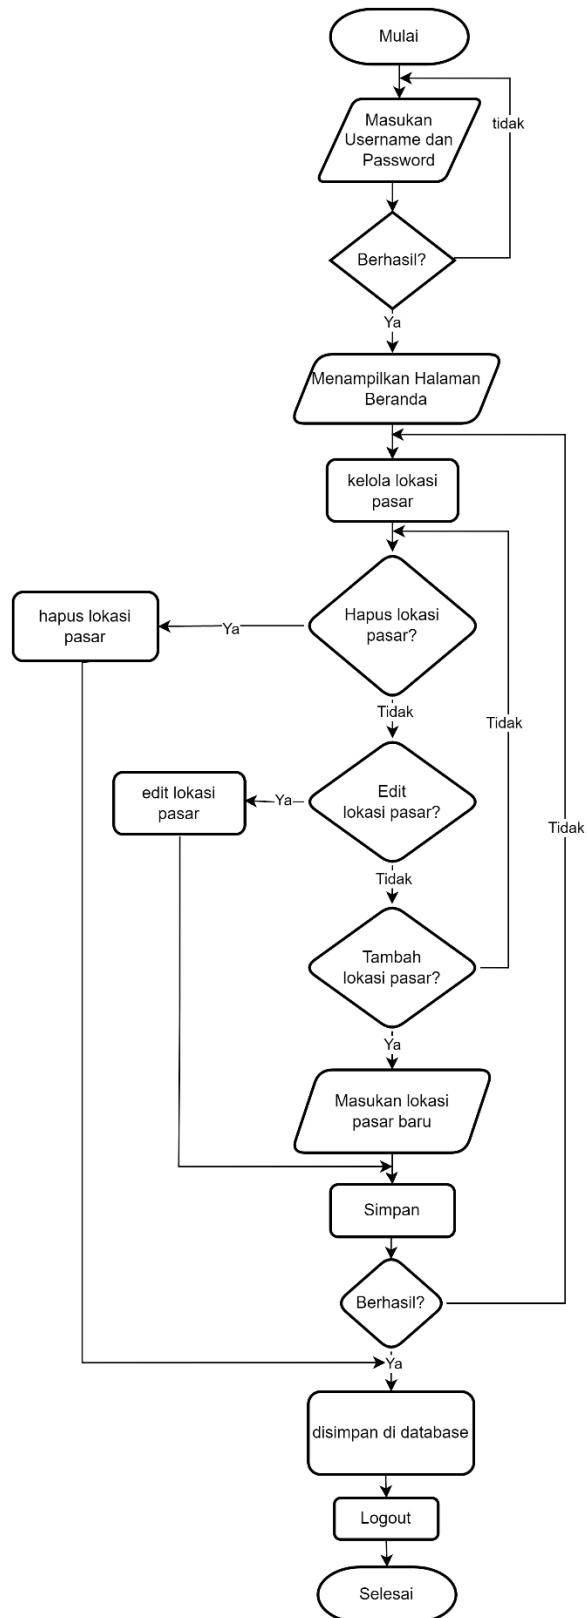 Mulai
tidak
Masukan
Username dan
Password
Berhasil?
Ya
Menampilkan Halaman
Beranda
kelola lokasi
pasar
Hapus lokasi
pasar?
Ya
hapus lokasi
pasar
Tidak
Tidak
Edit
lokasi pasar?
Ya
edit lokasi
pasar
Tidak
Tidak
Tambah
lokasi pasar?
Ya
Masukan lokasi
pasar baru
Simpan
Berhasil?
Ya
disimpan di database
Logout
Selesai